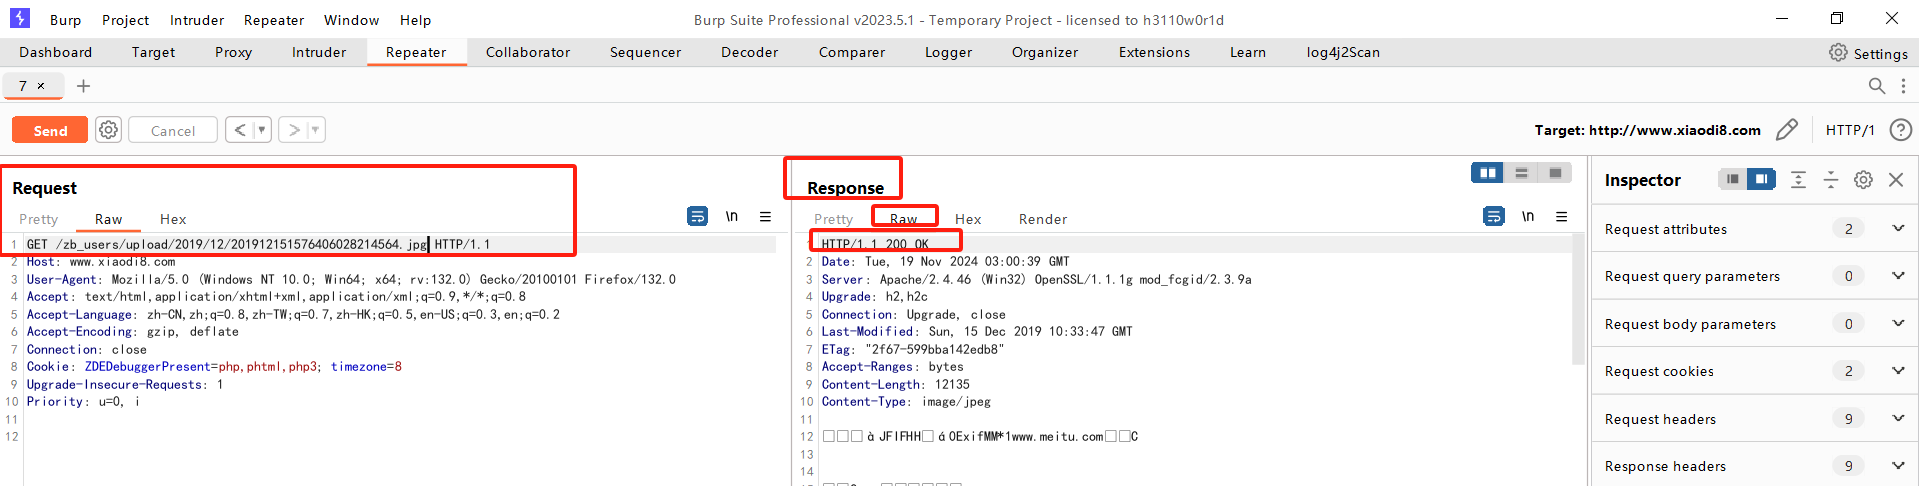 Burp Project Intruder Repeater Window Help Burp Suite Professional v2023.5.1 - Temporary Project - licensed to h3110w0r1d
Dashboard Target Proxy Intruder Repeater Collaborator Sequencer Decoder Comparer Logger Organizer Extensions Learn log4j2Scan Settings
7 × +
Send Cancel < > Target: http://www.xiaodi8.com HTTP/1 ?
Request
Pretty Raw Hex \n
1 GET /zb_users/upload/2019/12/201912151576406028214564.jpg HTTP/1.1
2 Host: www.xiaodi8.com
3 User-Agent: Mozilla/5.0 (Windows NT 10.0; Win64; x64; rv:132.0) Gecko/20100101 Firefox/132.0
4 Accept: text/html,application/xhtml+xml,application/xml;q=0.9,*/*;q=0.8
5 Accept-Language: zh-CN,zh;q=0.8,zh-TW;q=0.7,zh-HK;q=0.5,en-US;q=0.3,en;q=0.2
6 Accept-Encoding: gzip, deflate
7 Connection: close
8 Cookie: ZDEDebuggerPresent=php,phtml,php3; timezone=8
9 Upgrade-Insecure-Requests: 1
10 Priority: u=0, i
11
12
Response
Pretty Raw Hex Render \n
1 HTTP/1.1 200 OK
2 Date: Tue, 19 Nov 2024 03:00:39 GMT
3 Server: Apache/2.4.46 (Win32) OpenSSL/1.1.1g mod_fcgid/2.3.9a
4 Upgrade: h2,h2c
5 Connection: Upgrade, close
6 Last-Modified: Sun, 15 Dec 2019 10:33:47 GMT
7 ETag: "2f67-599bba142edb8"
8 Accept-Ranges: bytes
9 Content-Length: 12135
10 Content-Type: image/jpeg
11
12 □□□àJFIFHH□áOExifMM*1www.meitu.com□□C
13
14
Inspector
Request attributes 2
Request query parameters 0
Request body parameters 0
Request cookies 2
Request headers 9
Response headers 9